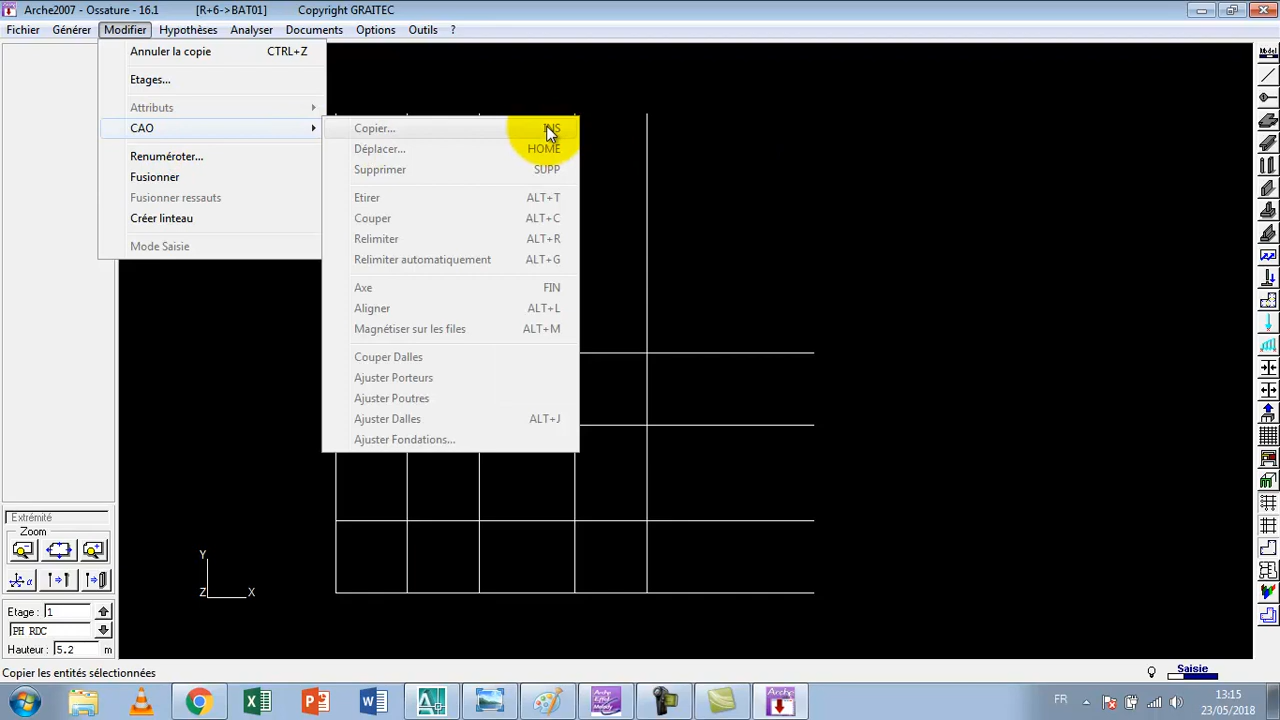 Arche2007 - Ossature - 16.1 [R+6->BAT01] Copyright GRAITEC
Fichier Générer Modifier Hypothèses Analyser Documents Options Outils ?
Annuler la copie CTRL+Z
Etages...
Attributs
CAO
Renuméroter...
Fusionner
Fusionner ressauts
Créer linteau
Mode Saisie
Copier... INS
Déplacer... HOME
Supprimer SUPP
Etirer ALT+T
Couper ALT+C
Relimiter ALT+R
Relimiter automatiquement ALT+G
Axe FIN
Aligner ALT+L
Magnétiser sur les files ALT+M
Couper Dalles
Ajuster Porteurs
Ajuster Poutres
Ajuster Dalles ALT+J
Ajuster Fondations...
Model
Extrémité
Zoom
Etage : 1
PH RDC
Hauteur : 5.2 m
Y
Z X
Copier les entités sélectionnées
Saisie
FR
13:15
23/05/2018